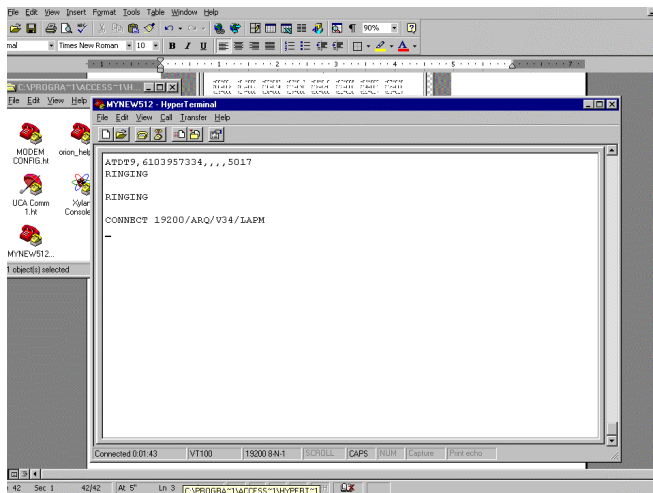 File Edit View Insert Format Tools Table Window Help
90%
Times New Roman 10 B I U
C:\PROGRA~1\ACCESS~1\H...
File Edit View Help
MODEM CONFIG.ht
orion_help
UCA Comm 1.ht
Xylan Console
MYNEW512...
1 object(s) selected
MYNEW512 - HyperTerminal
File Edit View Call Transfer Help
ATDT9,6103957334,,,,5017
RINGING
RINGING
CONNECT 19200/ARQ/V34/LAPM
Connected 0:01:43 VT100 19200 8-N-1 SCROLL CAPS NUM Capture Print echo
42 Sec 1 42/42 At 5" Ln 3 C:\PROGRA~1\ACCESS~1\HYPERT~1